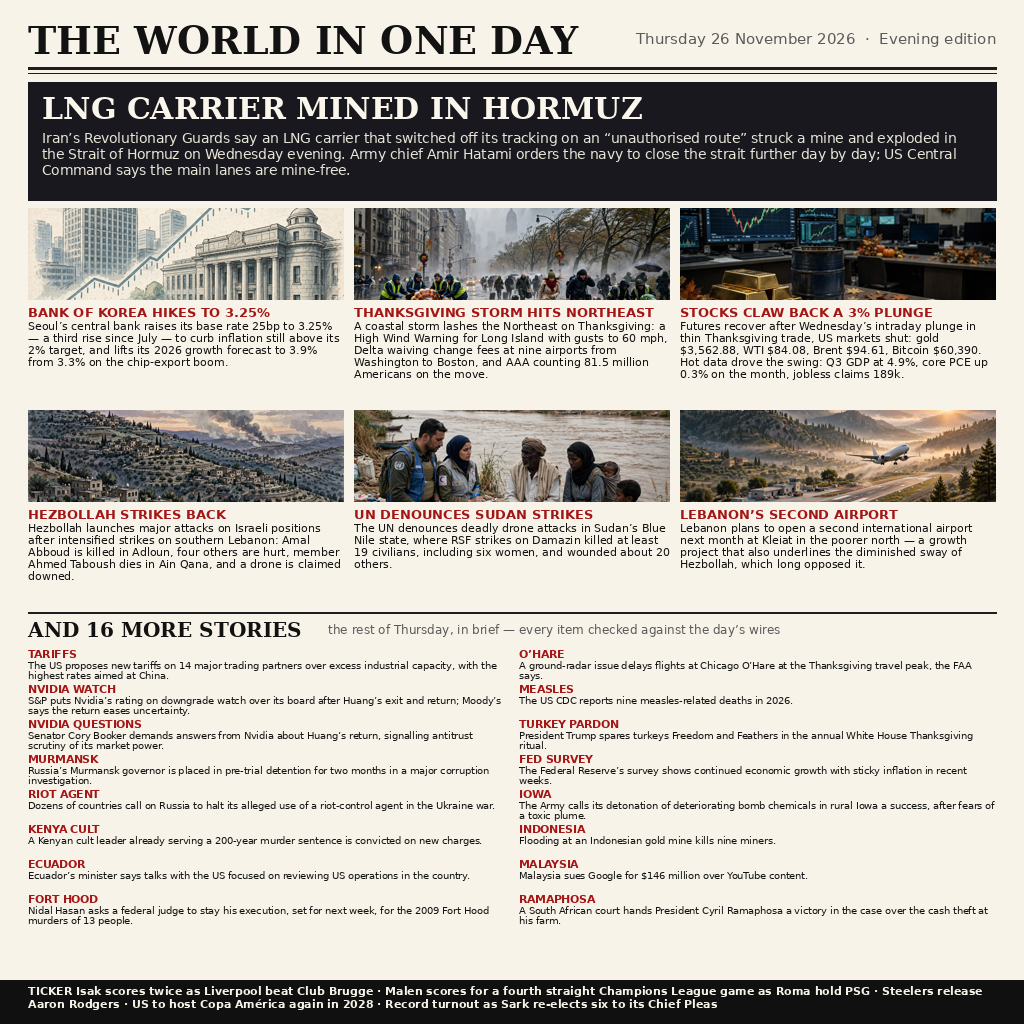 THE WORLD IN ONE DAY
Thursday 26 November 2026 · Evening edition
LNG CARRIER MINED IN HORMUZ
Iran’s Revolutionary Guards say an LNG carrier that switched off its tracking on an “unauthorised route” struck a mine and exploded in
the Strait of Hormuz on Wednesday evening. Army chief Amir Hatami orders the navy to close the strait further day by day; US Central
Command says the main lanes are mine-free.
BANK OF KOREA HIKES TO 3.25%
Seoul’s central bank raises its base rate 25bp to 3.25%
— a third rise since July — to curb inflation still above its
2% target, and lifts its 2026 growth forecast to 3.9%
from 3.3% on the chip-export boom.
THANKSGIVING STORM HITS NORTHEAST
A coastal storm lashes the Northeast on Thanksgiving: a
High Wind Warning for Long Island with gusts to 60 mph,
Delta waiving change fees at nine airports from
Washington to Boston, and AAA counting 81.5 million
Americans on the move.
STOCKS CLAW BACK A 3% PLUNGE
Futures recover after Wednesday’s intraday plunge in
thin Thanksgiving trade, US markets shut: gold
$3,562.88, WTI $84.08, Brent $94.61, Bitcoin $60,390.
Hot data drove the swing: Q3 GDP at 4.9%, core PCE up
0.3% on the month, jobless claims 189k.
HEZBOLLAH STRIKES BACK
Hezbollah launches major attacks on Israeli positions
after intensified strikes on southern Lebanon: Amal
Abboud is killed in Adloun, four others are hurt, member
Ahmed Taboush dies in Ain Qana, and a drone is claimed
downed.
UN DENOUNCES SUDAN STRIKES
The UN denounces deadly drone attacks in Sudan’s Blue
Nile state, where RSF strikes on Damazin killed at least
19 civilians, including six women, and wounded about 20
others.
LEBANON’S SECOND AIRPORT
Lebanon plans to open a second international airport
next month at Kleiat in the poorer north — a growth
project that also underlines the diminished sway of
Hezbollah, which long opposed it.
AND 16 MORE STORIES
the rest of Thursday, in brief — every item checked against the day’s wires
TARIFFS
The US proposes new tariffs on 14 major trading partners over excess industrial capacity, with the
highest rates aimed at China.
NVIDIA WATCH
S&P puts Nvidia’s rating on downgrade watch over its board after Huang’s exit and return; Moody’s
says the return eases uncertainty.
NVIDIA QUESTIONS
Senator Cory Booker demands answers from Nvidia about Huang’s return, signalling antitrust
scrutiny of its market power.
MURMANSK
Russia’s Murmansk governor is placed in pre-trial detention for two months in a major corruption
investigation.
RIOT AGENT
Dozens of countries call on Russia to halt its alleged use of a riot-control agent in the Ukraine war.
KENYA CULT
A Kenyan cult leader already serving a 200-year murder sentence is convicted on new charges.
ECUADOR
Ecuador’s minister says talks with the US focused on reviewing US operations in the country.
FORT HOOD
Nidal Hasan asks a federal judge to stay his execution, set for next week, for the 2009 Fort Hood
murders of 13 people.
O’HARE
A ground-radar issue delays flights at Chicago O’Hare at the Thanksgiving travel peak, the FAA
says.
MEASLES
The US CDC reports nine measles-related deaths in 2026.
TURKEY PARDON
President Trump spares turkeys Freedom and Feathers in the annual White House Thanksgiving
ritual.
FED SURVEY
The Federal Reserve’s survey shows continued economic growth with sticky inflation in recent
weeks.
IOWA
The Army calls its detonation of deteriorating bomb chemicals in rural Iowa a success, after fears of
a toxic plume.
INDONESIA
Flooding at an Indonesian gold mine kills nine miners.
MALAYSIA
Malaysia sues Google for $146 million over YouTube content.
RAMAPHOSA
A South African court hands President Cyril Ramaphosa a victory in the case over the cash theft at
his farm.
TICKER Isak scores twice as Liverpool beat Club Brugge · Malen scores for a fourth straight Champions League game as Roma hold PSG · Steelers release
Aaron Rodgers · US to host Copa América again in 2028 · Record turnout as Sark re-elects six to its Chief Pleas